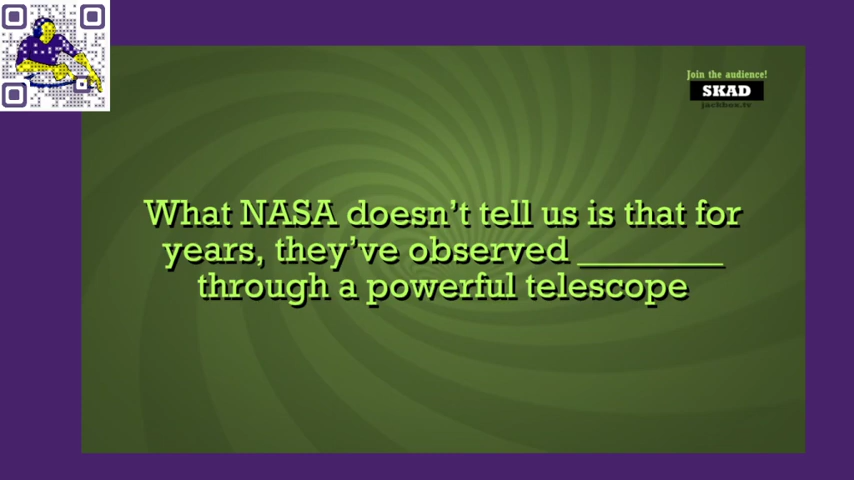 Join the audience!
SKAD
jackbox.tv
What NASA doesn't tell us is that for
years, they've observed ________
through a powerful telescope